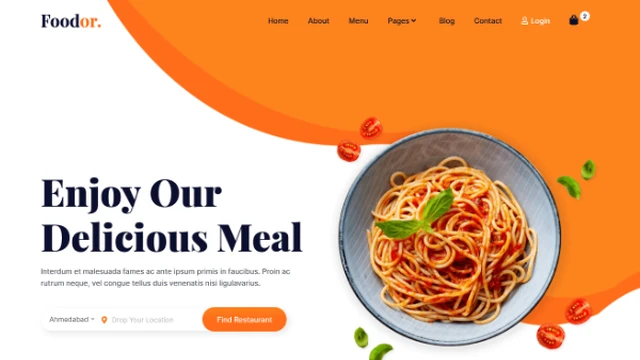 Foodor.
Home About Menu Pages Blog Contact Login 2
Enjoy Our
Delicious Meal
Interdum et malesuada fames ac ante ipsum primis in faucibus. Proin ac
rutrum neque, vel congue tellus duis venenatis nisi ligulavarius.
Ahmedabad Drop Your Location Find Restaurant